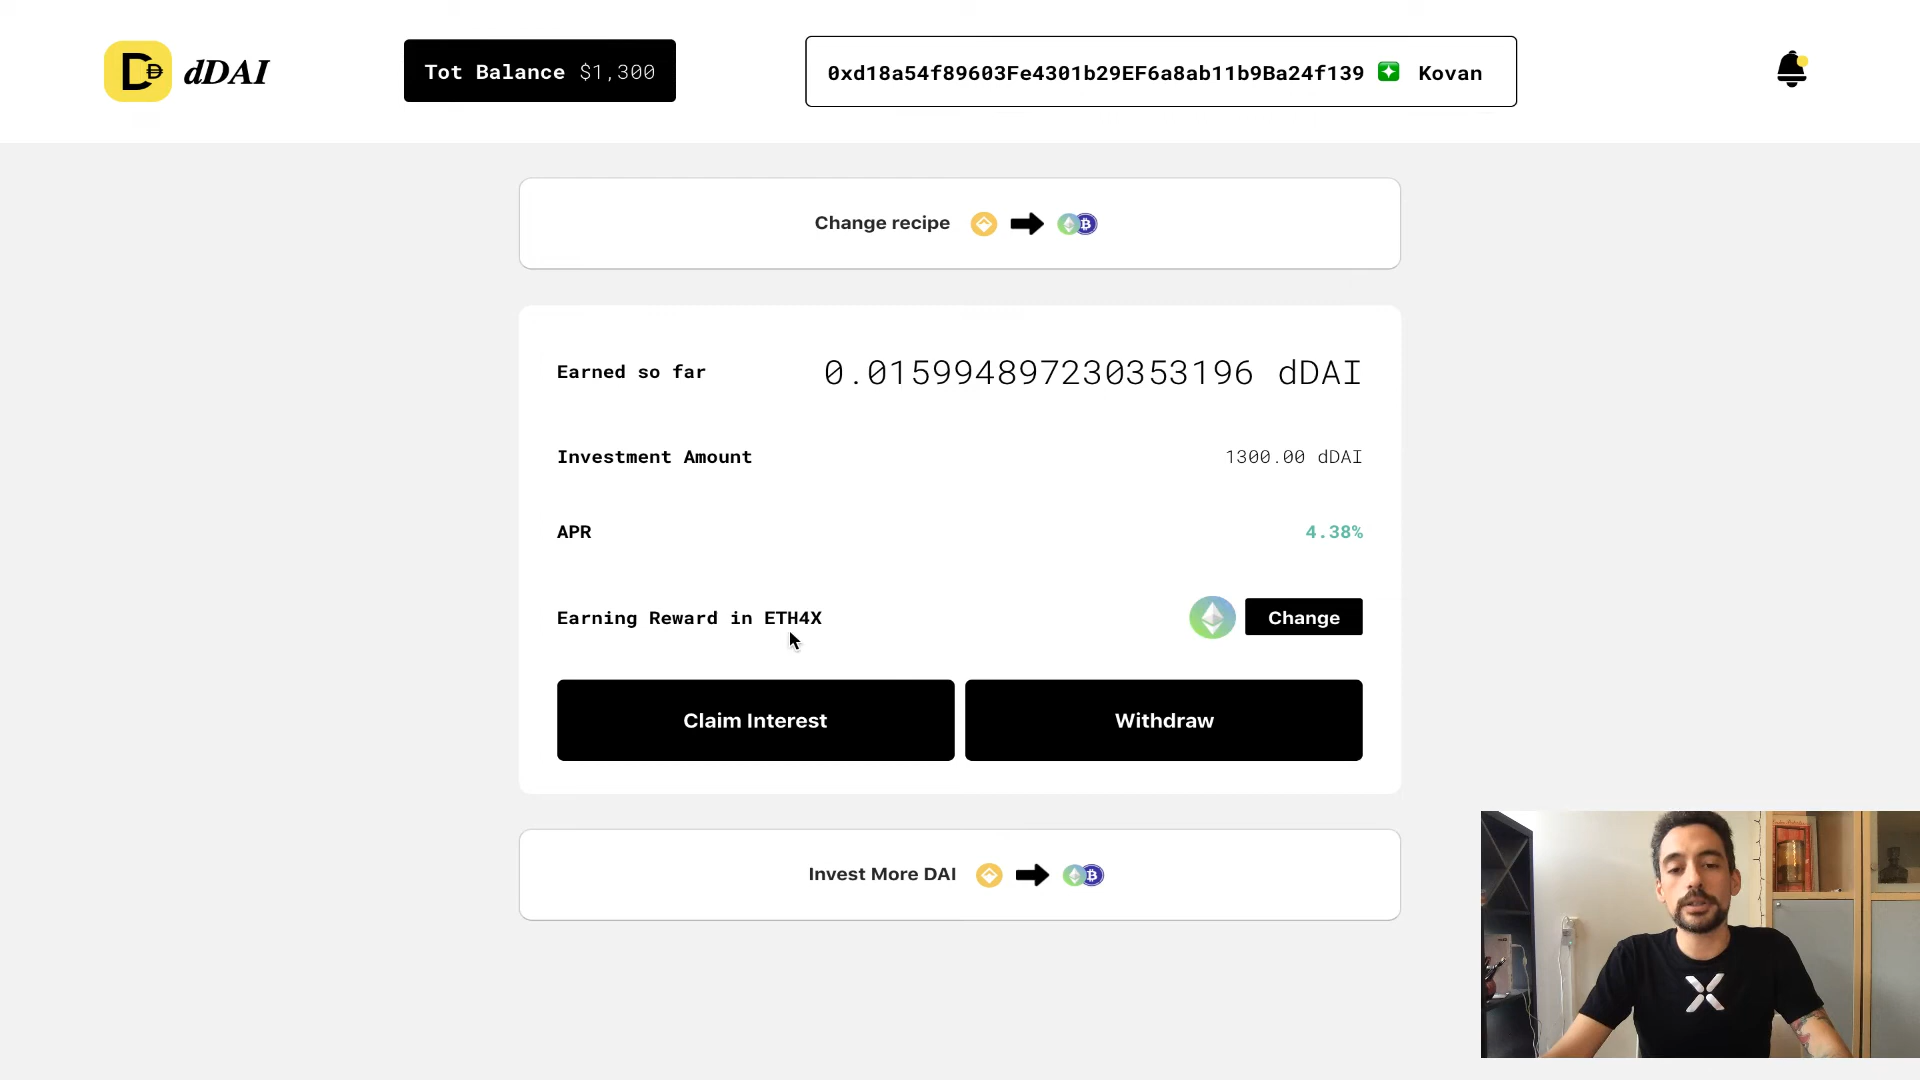 dDAI
Tot Balance $1,300
0xd18a54f89603Fe4301b29EF6a8ab11b9Ba24f139 Kovan
Change recipe
Earned so far 0.015994897230353196 dDAI
Investment Amount 1300.00 dDAI
APR 4.38%
Earning Reward in ETH4X Change
Claim Interest Withdraw
Invest More DAI